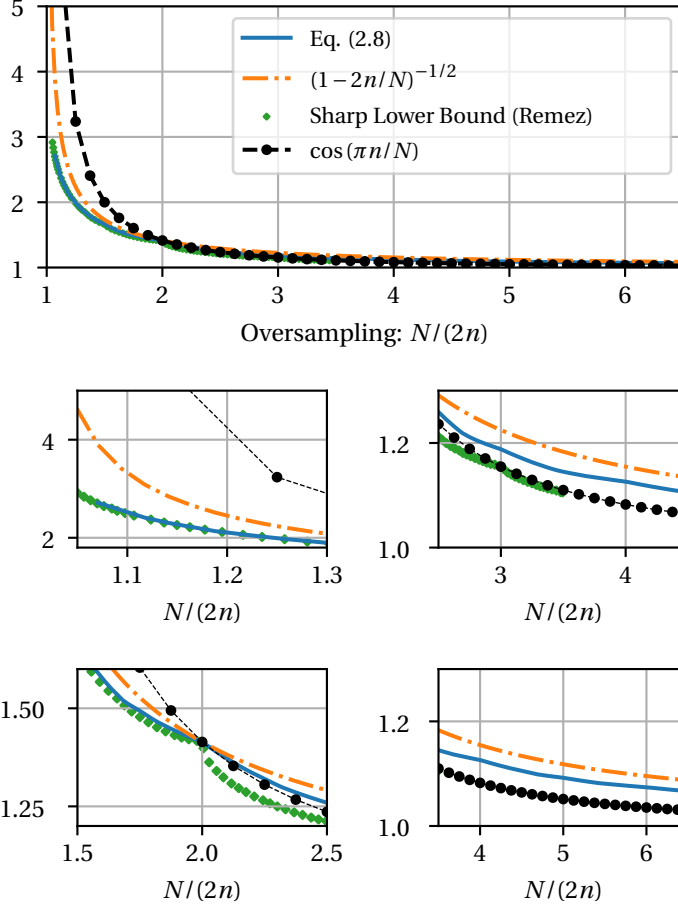 5
4
3
2
1
Eq. (2.8)
(1−2n/N)^{−1/2}
Sharp Lower Bound (Remez)
cos(πn/N)
1 2 3 4 5 6
Oversampling: N/(2n)
4
2
1.1 1.2 1.3
N/(2n)
1.2
1.0
3 4
N/(2n)
1.50
1.25
1.5 2.0 2.5
N/(2n)
1.2
1.0
4 5 6
N/(2n)